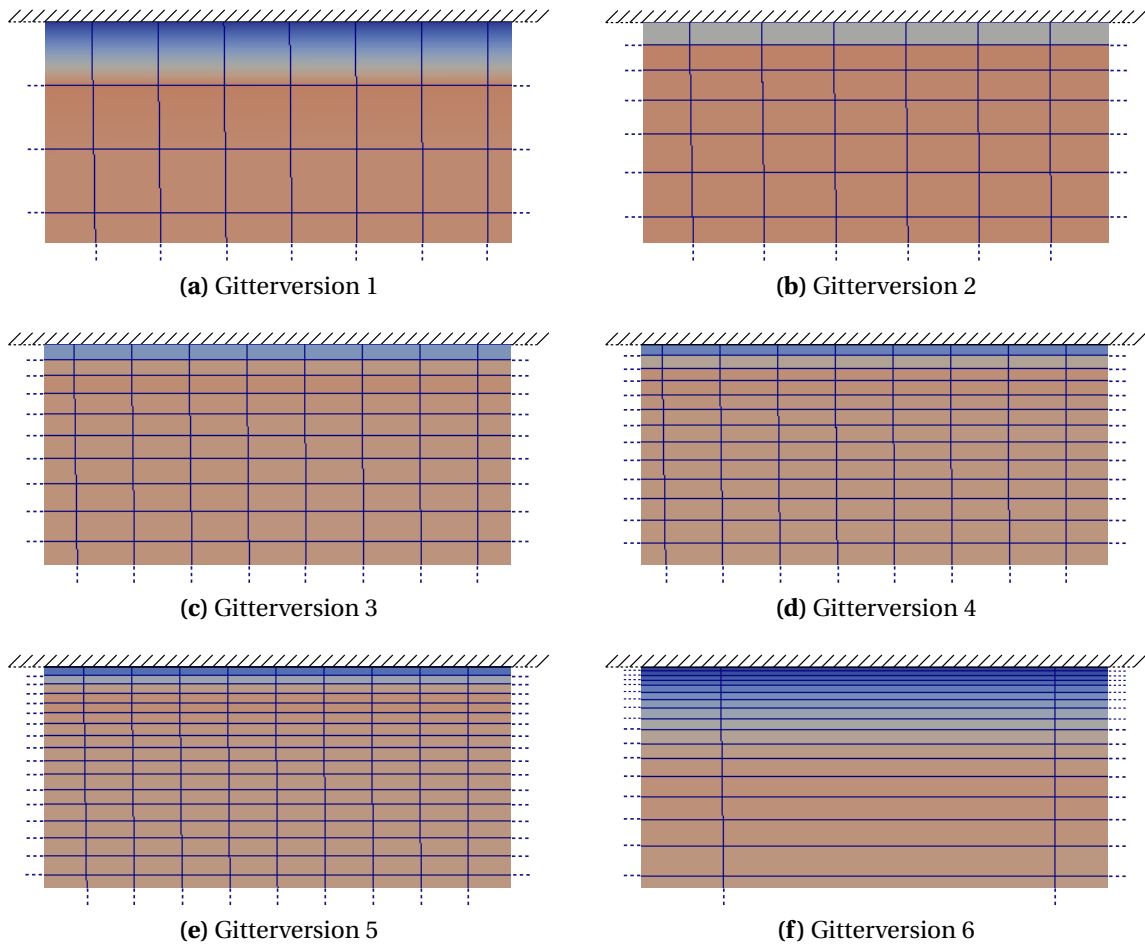 (a) Gitterversion 1
(b) Gitterversion 2
(c) Gitterversion 3
(d) Gitterversion 4
(e) Gitterversion 5
(f) Gitterversion 6